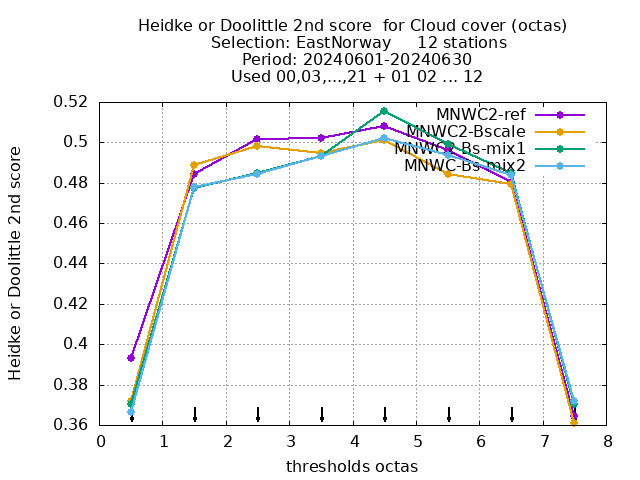 Heidke or Doolittle 2nd score  for Cloud cover (octas)
Selection: EastNorway     12 stations
Period: 20240601-20240630
Used 00,03,...,21 + 01 02 ... 12
Heidke or Doolittle 2nd score
0.52
0.5
0.48
0.46
0.44
0.42
0.4
0.38
0.36
MNWC2-ref
MNWC2-Bscale
MNWC-Bs-mix1
MNWC-Bs-mix2
0 1 2 3 4 5 6 7 8
thresholds octas